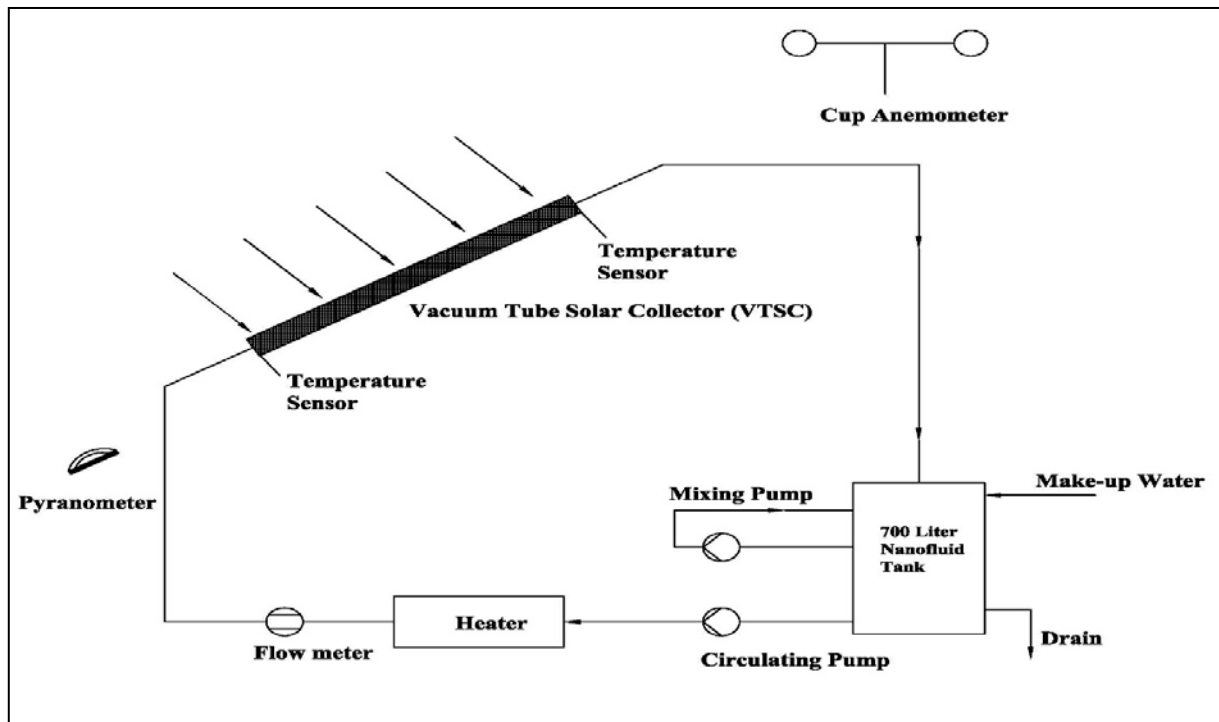 Cup Anemometer
Temperature
Sensor
Vacuum Tube Solar Collector (VTSC)
Temperature
Sensor
Pyranometer
Mixing Pump
Make-up Water
700 Liter
Nanofluid
Tank
Heater
Flow meter
Circulating Pump
Drain